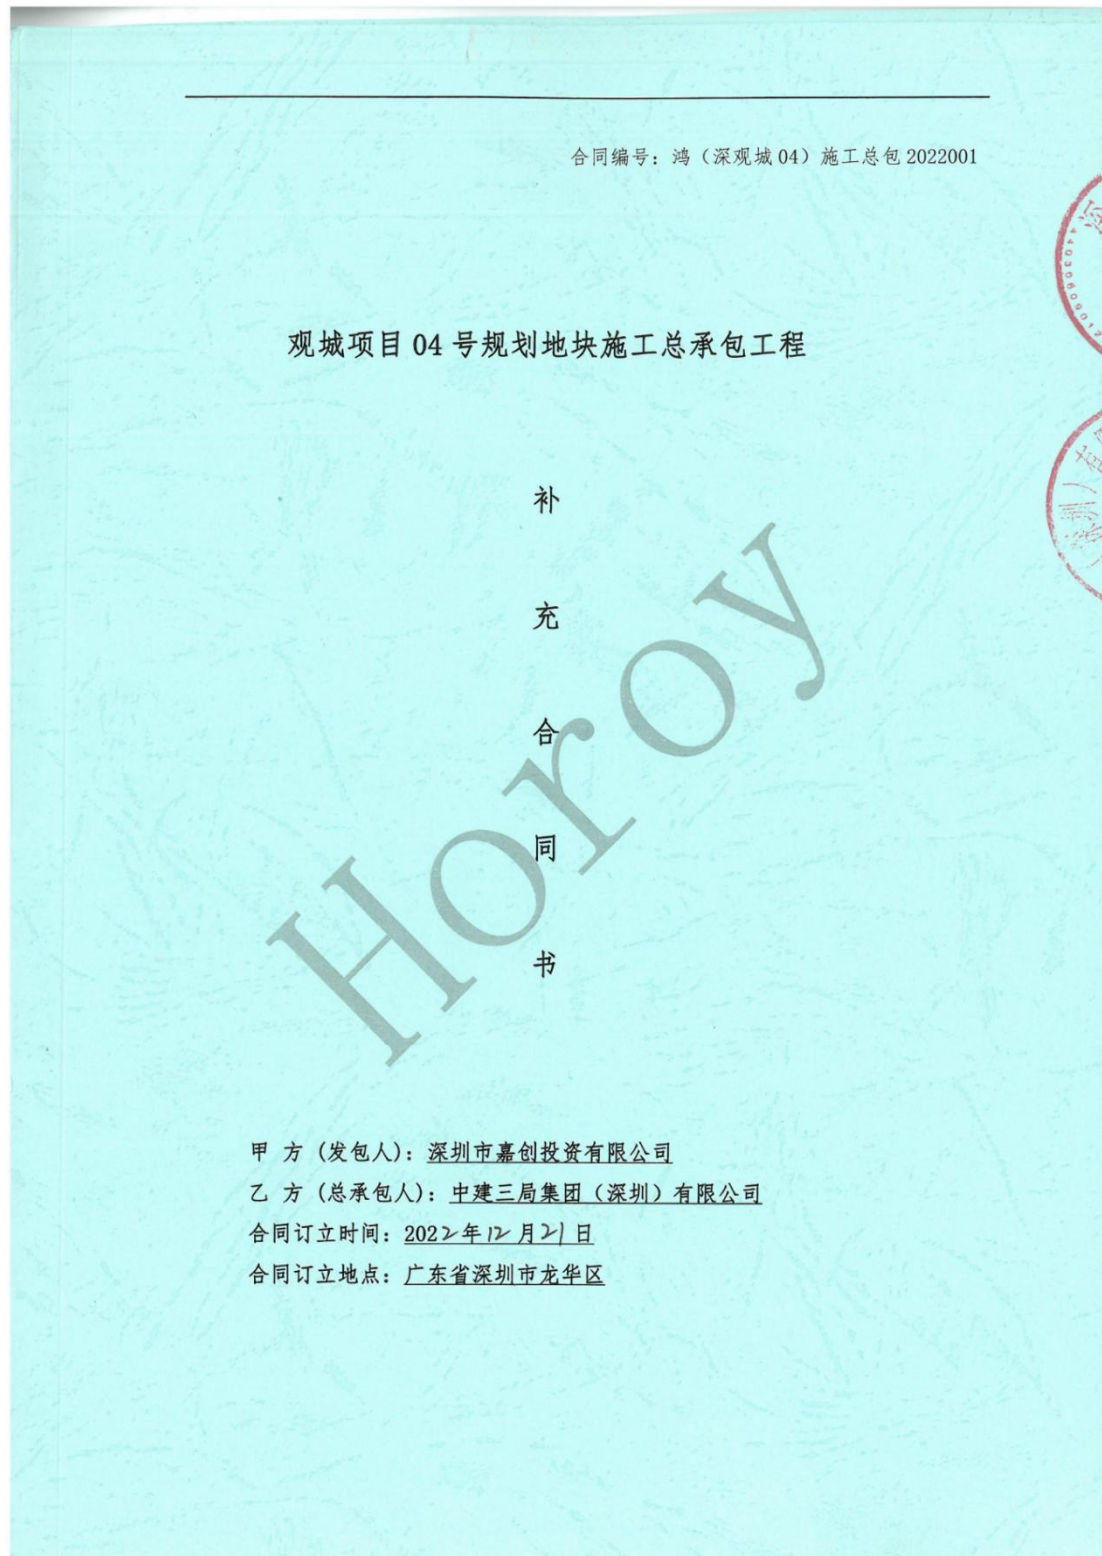 合同编号：鸿（深观城04）施工总包2022001
观城项目04号规划地块施工总承包工程
补
充
合
同
书
Horoy
甲 方（发包人）：深圳市嘉创投资有限公司
乙 方（总承包人）：中建三局集团（深圳）有限公司
合同订立时间：2022年12月21日
合同订立地点：广东省深圳市龙华区